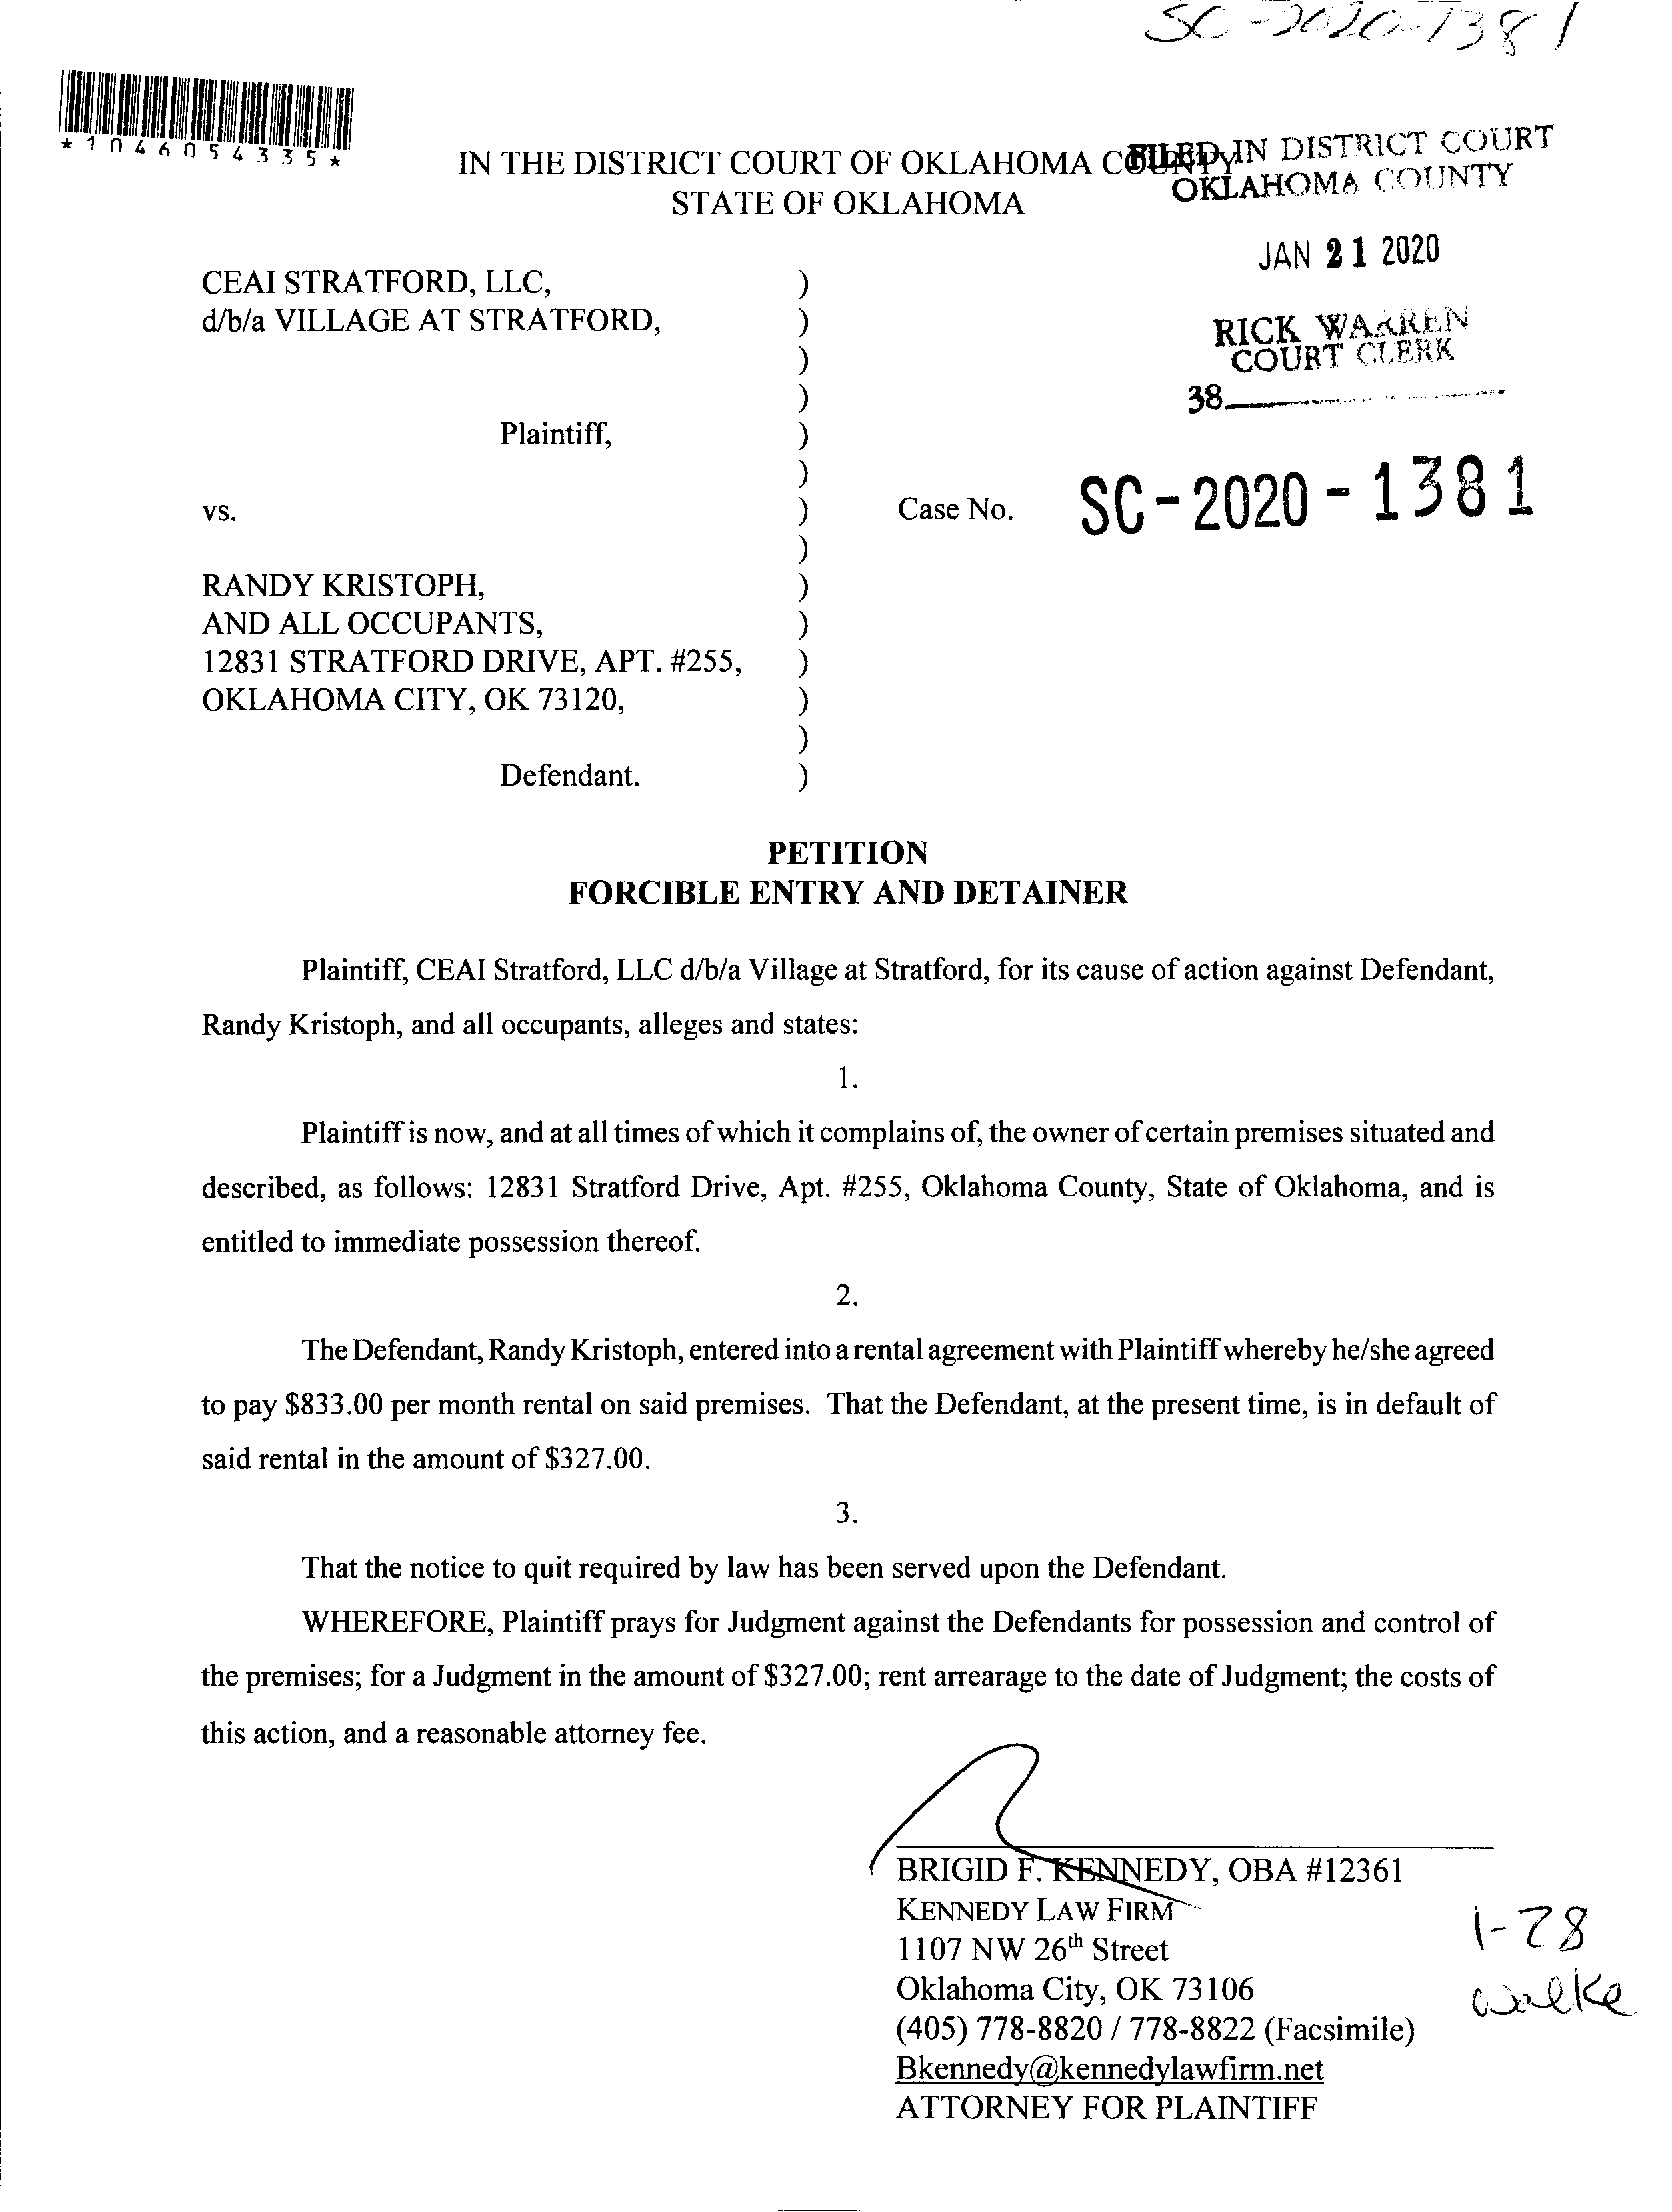 SC-2020-1381
*1046054335*
IN THE DISTRICT COURT OF OKLAHOMA COUNTY
STATE OF OKLAHOMA
FILED IN DISTRICT COURT
OKLAHOMA COUNTY
JAN 21 2020
RICK WARREN
COURT CLERK
38
CEAI STRATFORD, LLC, )
d/b/a VILLAGE AT STRATFORD, )
)
)
Plaintiff, )
)
vs. ) Case No. SC-2020-1381
)
RANDY KRISTOPH, )
AND ALL OCCUPANTS, )
12831 STRATFORD DRIVE, APT. #255, )
OKLAHOMA CITY, OK 73120, )
)
Defendant. )
PETITION
FORCIBLE ENTRY AND DETAINER
Plaintiff, CEAI Stratford, LLC d/b/a Village at Stratford, for its cause of action against Defendant,
Randy Kristoph, and all occupants, alleges and states:
1.
Plaintiff is now, and at all times of which it complains of, the owner of certain premises situated and
described, as follows: 12831 Stratford Drive, Apt. #255, Oklahoma County, State of Oklahoma, and is
entitled to immediate possession thereof.
2.
The Defendant, Randy Kristoph, entered into a rental agreement with Plaintiff whereby he/she agreed
to pay $833.00 per month rental on said premises. That the Defendant, at the present time, is in default of
said rental in the amount of $327.00.
3.
That the notice to quit required by law has been served upon the Defendant.
WHEREFORE, Plaintiff prays for Judgment against the Defendants for possession and control of
the premises; for a Judgment in the amount of $327.00; rent arrearage to the date of Judgment; the costs of
this action, and a reasonable attorney fee.
BRIGID F. KENNEDY, OBA #12361
KENNEDY LAW FIRM
1107 NW 26th Street
Oklahoma City, OK 73106
(405) 778-8820 / 778-8822 (Facsimile)
Bkennedy@kennedylawfirm.net
ATTORNEY FOR PLAINTIFF
1-28
Walke